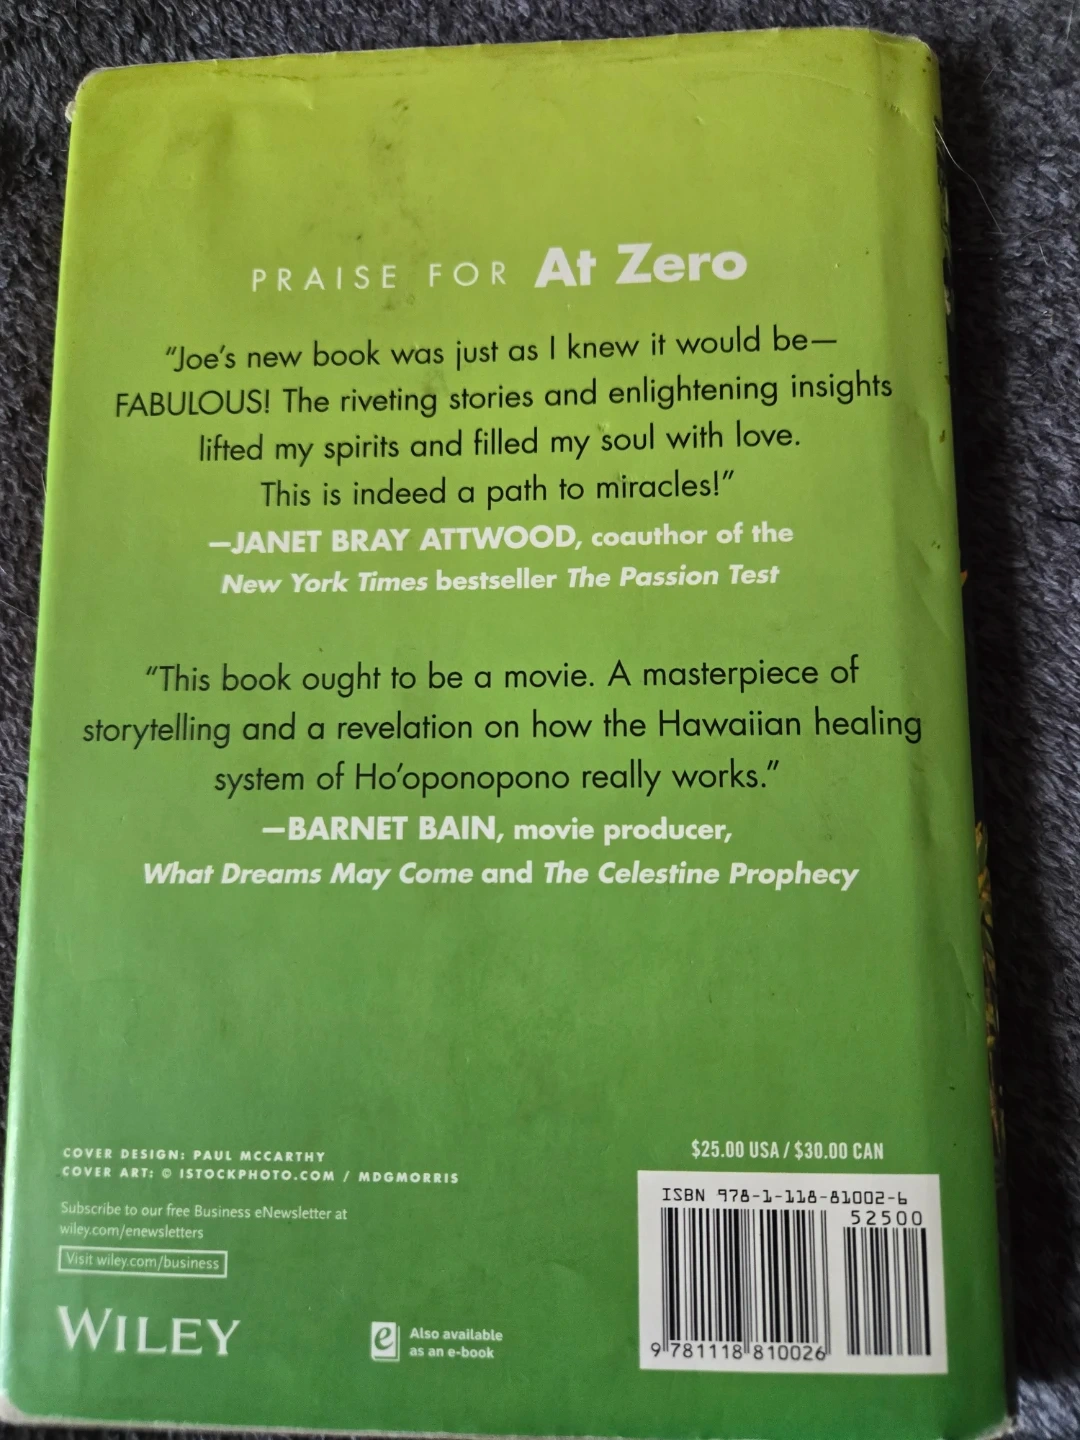 PRAISE FOR At Zero
“Joe’s new book was just as I knew it would be—
FABULOUS! The riveting stories and enlightening insights
lifted my spirits and filled my soul with love.
This is indeed a path to miracles!”
—JANET BRAY ATTWOOD, coauthor of the
New York Times bestseller The Passion Test
“This book ought to be a movie. A masterpiece of
storytelling and a revelation on how the Hawaiian healing
system of Ho’oponopono really works.”
—BARNET BAIN, movie producer,
What Dreams May Come and The Celestine Prophecy
COVER DESIGN: PAUL MCCARTHY
COVER ART: © ISTOCKPHOTO.COM / MDGMORRIS
Subscribe to our free Business eNewsletter at
wiley.com/enewsletters
Visit wiley.com/business
WILEY
e
Also available
as an e-book
$25.00 USA / $30.00 CAN
ISBN 978-1-118-81002-6
52500
9 781118 810026